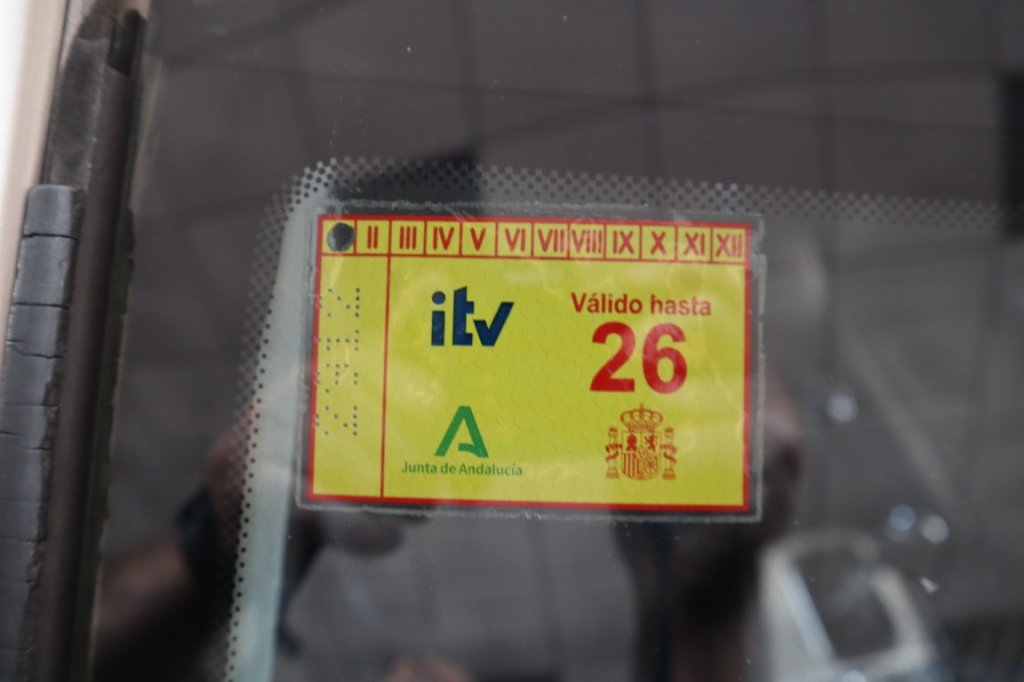 II III IV V VI VII VIII IX X XI XII
itv
Válido hasta
26
Junta de Andalucía